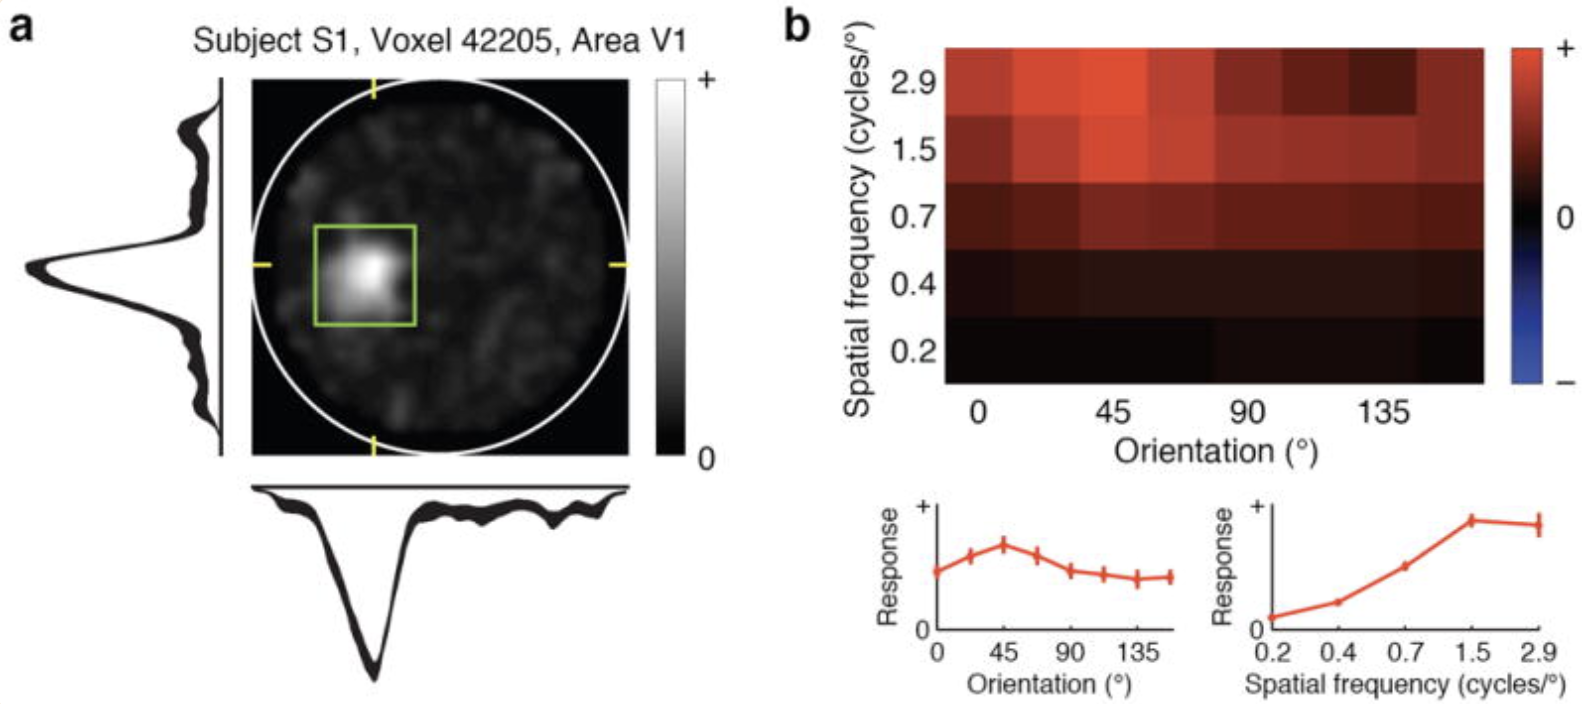 a
Subject S1, Voxel 42205, Area V1
+
0
b
Spatial frequency (cycles/°)
2.9
1.5
0.7
0.4
0.2
0 45 90 135
Orientation (°)
+
0
–
Response
+
0
0 45 90 135
Orientation (°)
Response
+
0
0.2 0.4 0.7 1.5 2.9
Spatial frequency (cycles/°)